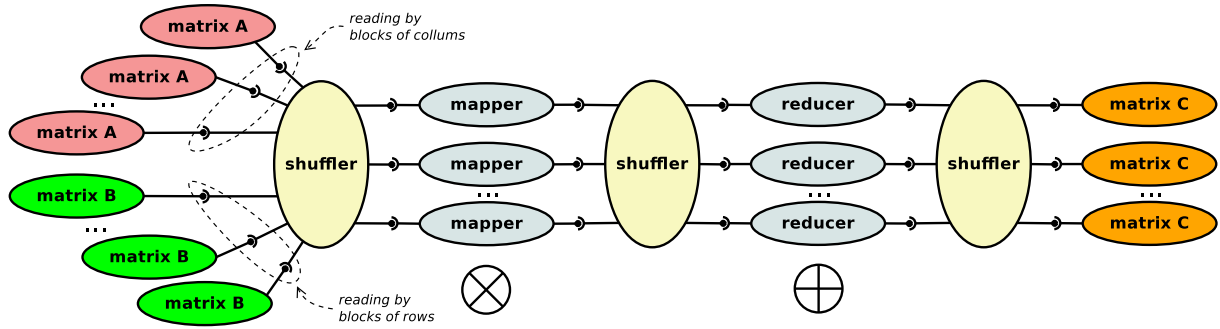 matrix A
reading by
blocks of collums
matrix A
...
matrix A
mapper
reducer
matrix C
shuffler
mapper
shuffler
reducer
shuffler
matrix C
...
...
...
matrix B
mapper
reducer
matrix C
...
matrix B
matrix B
reading by
blocks of rows